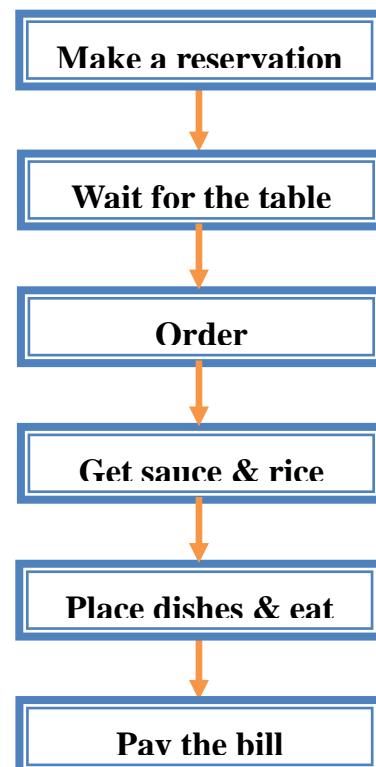 Make a reservation
Wait for the table
Order
Get sauce & rice
Place dishes & eat
Pay the bill